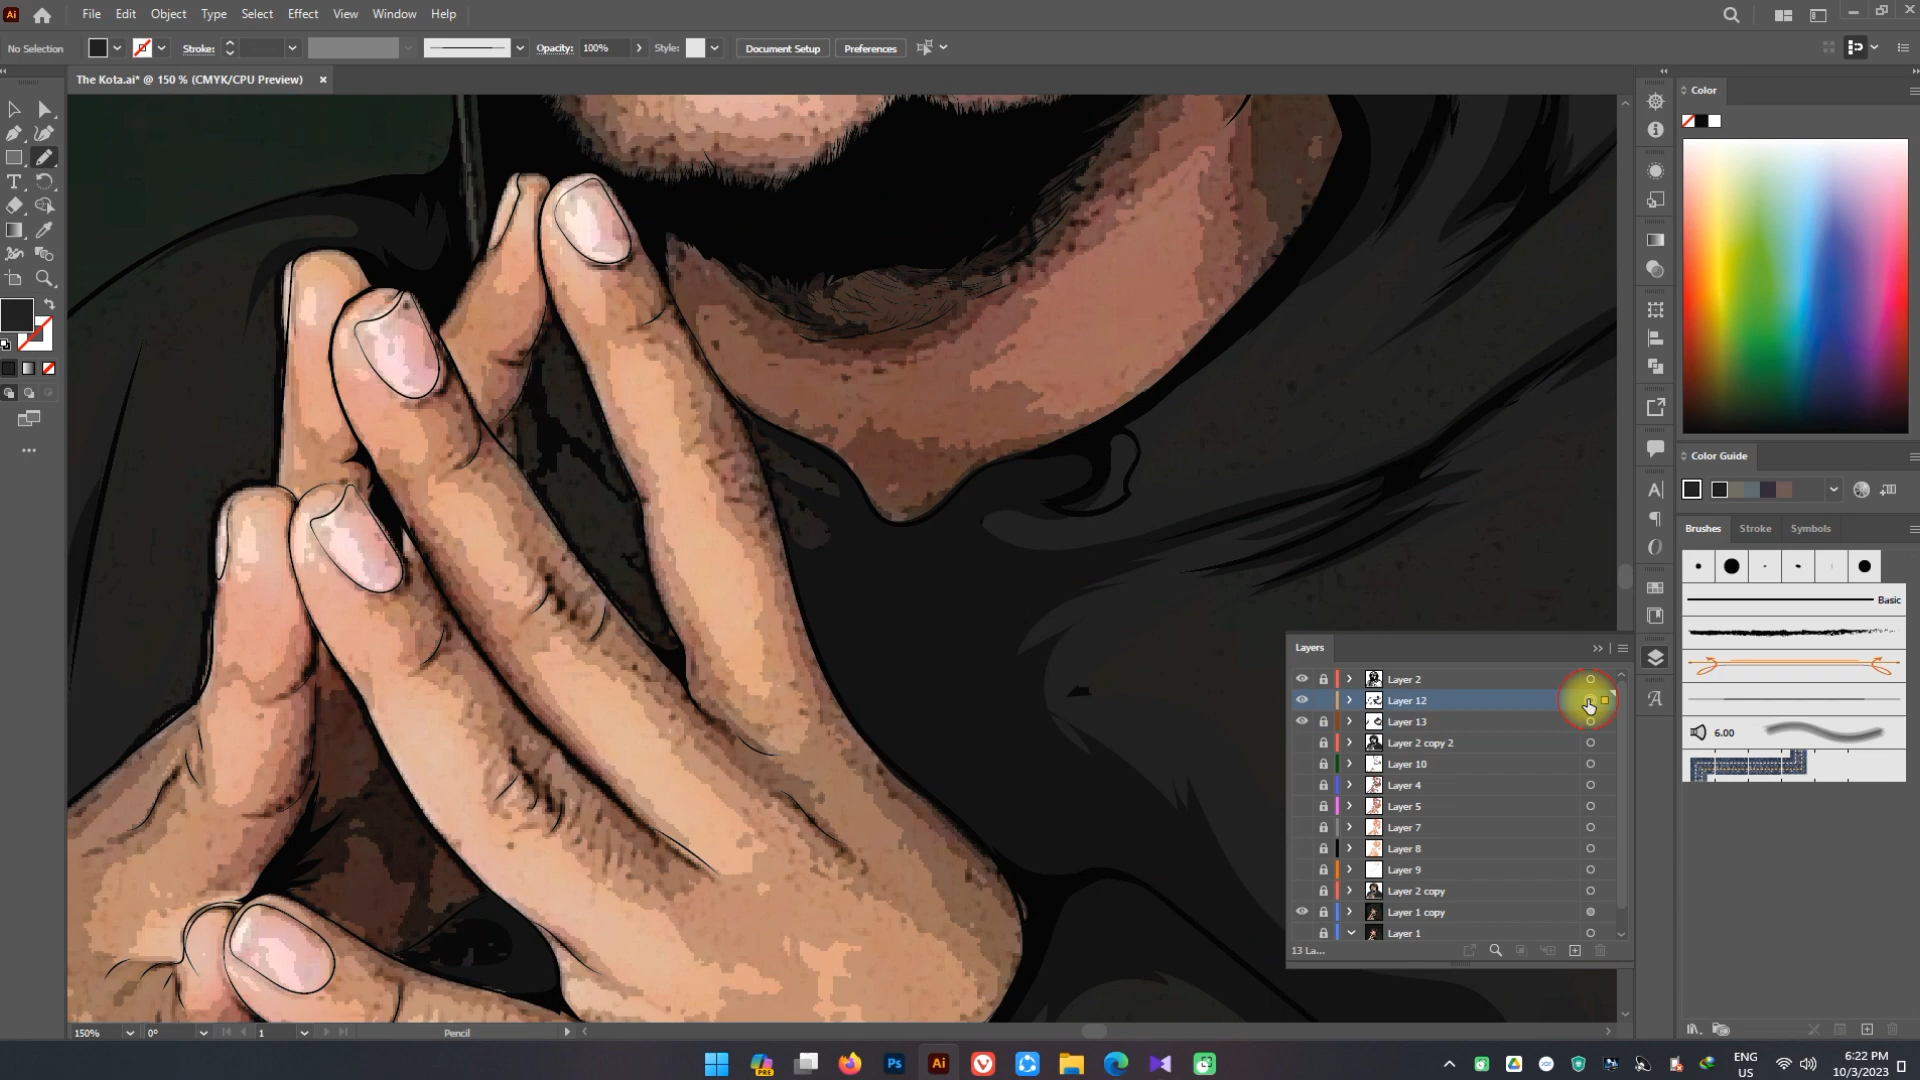 Ai
File Edit Object Type Select Effect View Window Help
No Selection Stroke: Opacity: 100% Style: Document Setup Preferences
The Kota.ai* @ 150 % (CMYK/CPU Preview) ×
Color
Color Guide
Brushes Stroke Symbols
Basic
6.00
Layers
Layer 2
Layer 12
Layer 13
Layer 2 copy 2
Layer 10
Layer 4
Layer 5
Layer 7
Layer 8
Layer 9
Layer 2 copy
Layer 1 copy
Layer 1
13 La...
150% 0° 1 Pencil
PRE Ps Ai
ENG
US
6:22 PM
10/3/2023